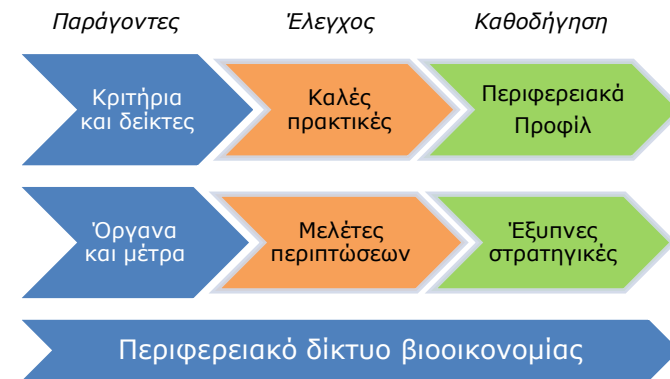 Παράγοντες Έλεγχος Καθοδήγηση
Κριτήρια
και δείκτες
Καλές
πρακτικές
Περιφερειακά
Προφίλ
Όργανα
και μέτρα
Μελέτες
περιπτώσεων
Έξυπνες
στρατηγικές
Περιφερειακό δίκτυο βιοοικονομίας